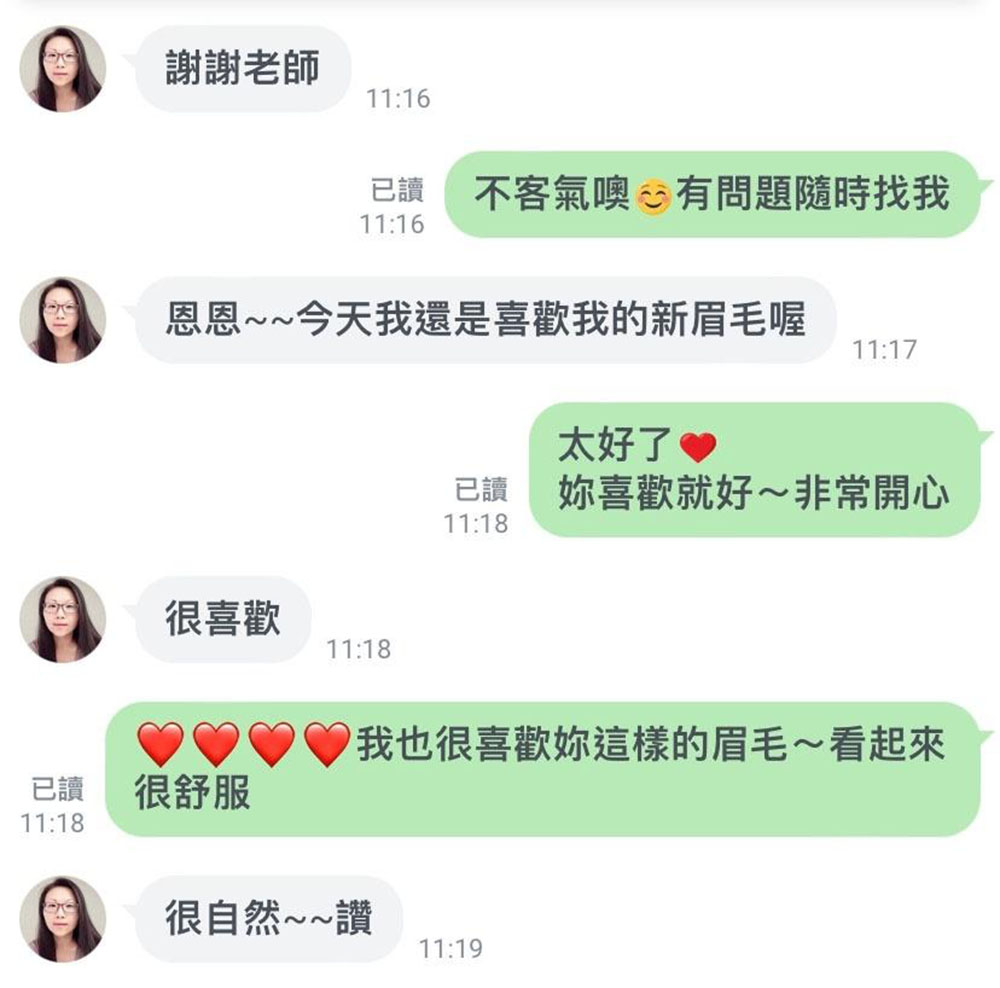 謝謝老師
11:16
不客氣噢☺️有問題隨時找我
已讀
11:16
恩恩~~今天我還是喜歡我的新眉毛喔
11:17
太好了❤️
妳喜歡就好～非常開心
已讀
11:18
很喜歡
11:18
❤️❤️❤️❤️我也很喜歡妳這樣的眉毛～看起來
很舒服
已讀
11:18
很自然~~讚
11:19